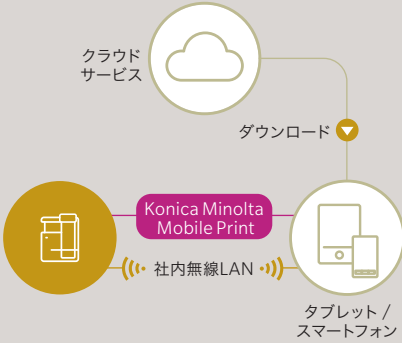 クラウド
サービス
ダウンロード
Konica Minolta
Mobile Print
社内無線LAN
タブレット /
スマートフォン